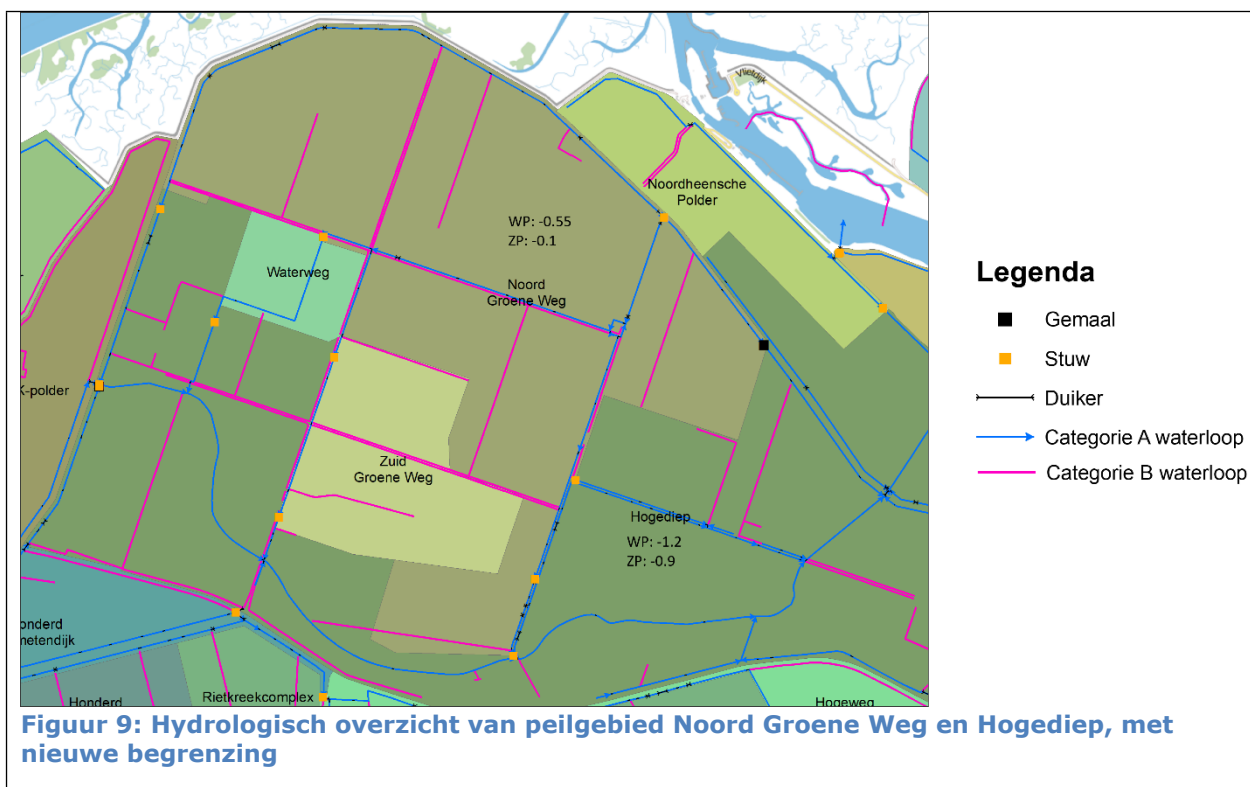 Vlietdijk
Noordheensche
Polder
WP: -0.55
ZP: -0.1
Waterweg
Noord
Groene Weg
K-polder
Zuid
Groene Weg
Hogediep
WP: -1.2
ZP: -0.9
onderd
metendijk
Honderd
Rietkreekcomplex
Hogeweg
Legenda
Gemaal
Stuw
Duiker
Categorie A waterloop
Categorie B waterloop
Figuur 9: Hydrologisch overzicht van peilgebied Noord Groene Weg en Hogediep, met
nieuwe begrenzing